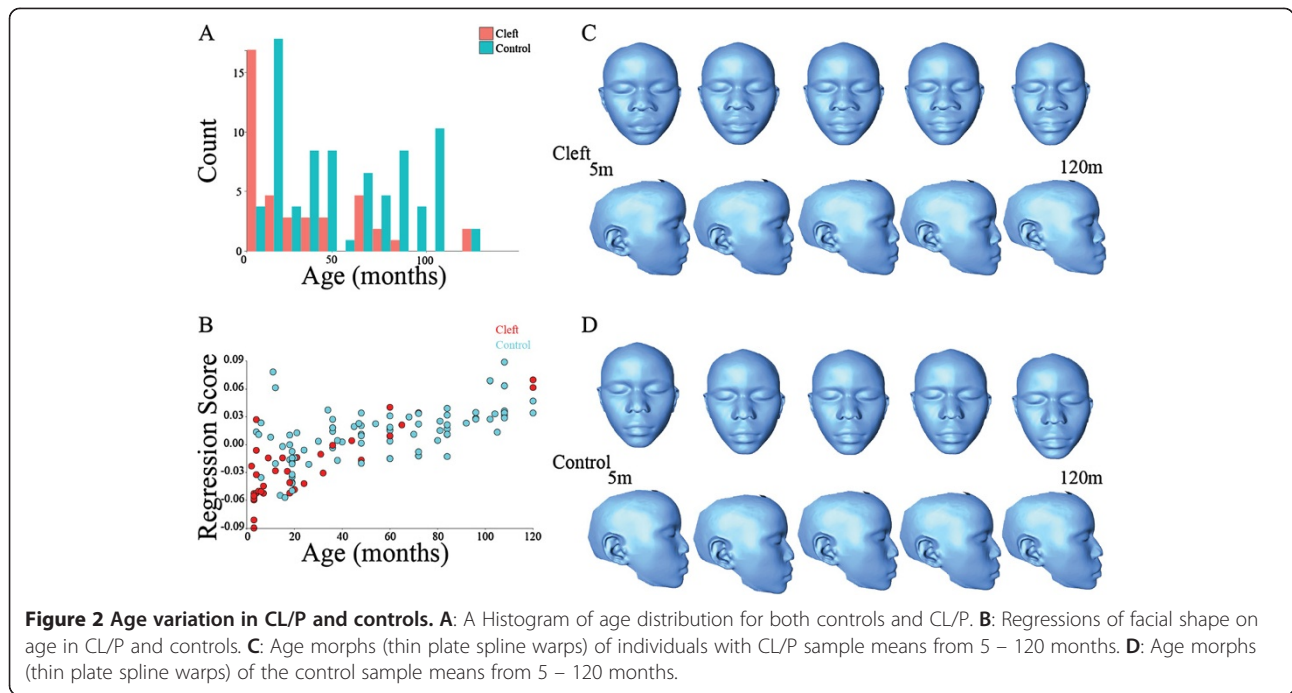 A
Cleft
Control
15
10
5
0
Count
0
50
100
Age (months)
B
Cleft
Control
0.09
0.06
0.03
0.00
-0.03
-0.06
-0.09
Regression Score
0
20
40
60
80
100
120
Age (months)
C
Cleft
5m
120m
D
Control
5m
120m
Figure 2 Age variation in CL/P and controls. A: A Histogram of age distribution for both controls and CL/P. B: Regressions of facial shape on
age in CL/P and controls. C: Age morphs (thin plate spline warps) of individuals with CL/P sample means from 5 – 120 months. D: Age morphs
(thin plate spline warps) of the control sample means from 5 – 120 months.